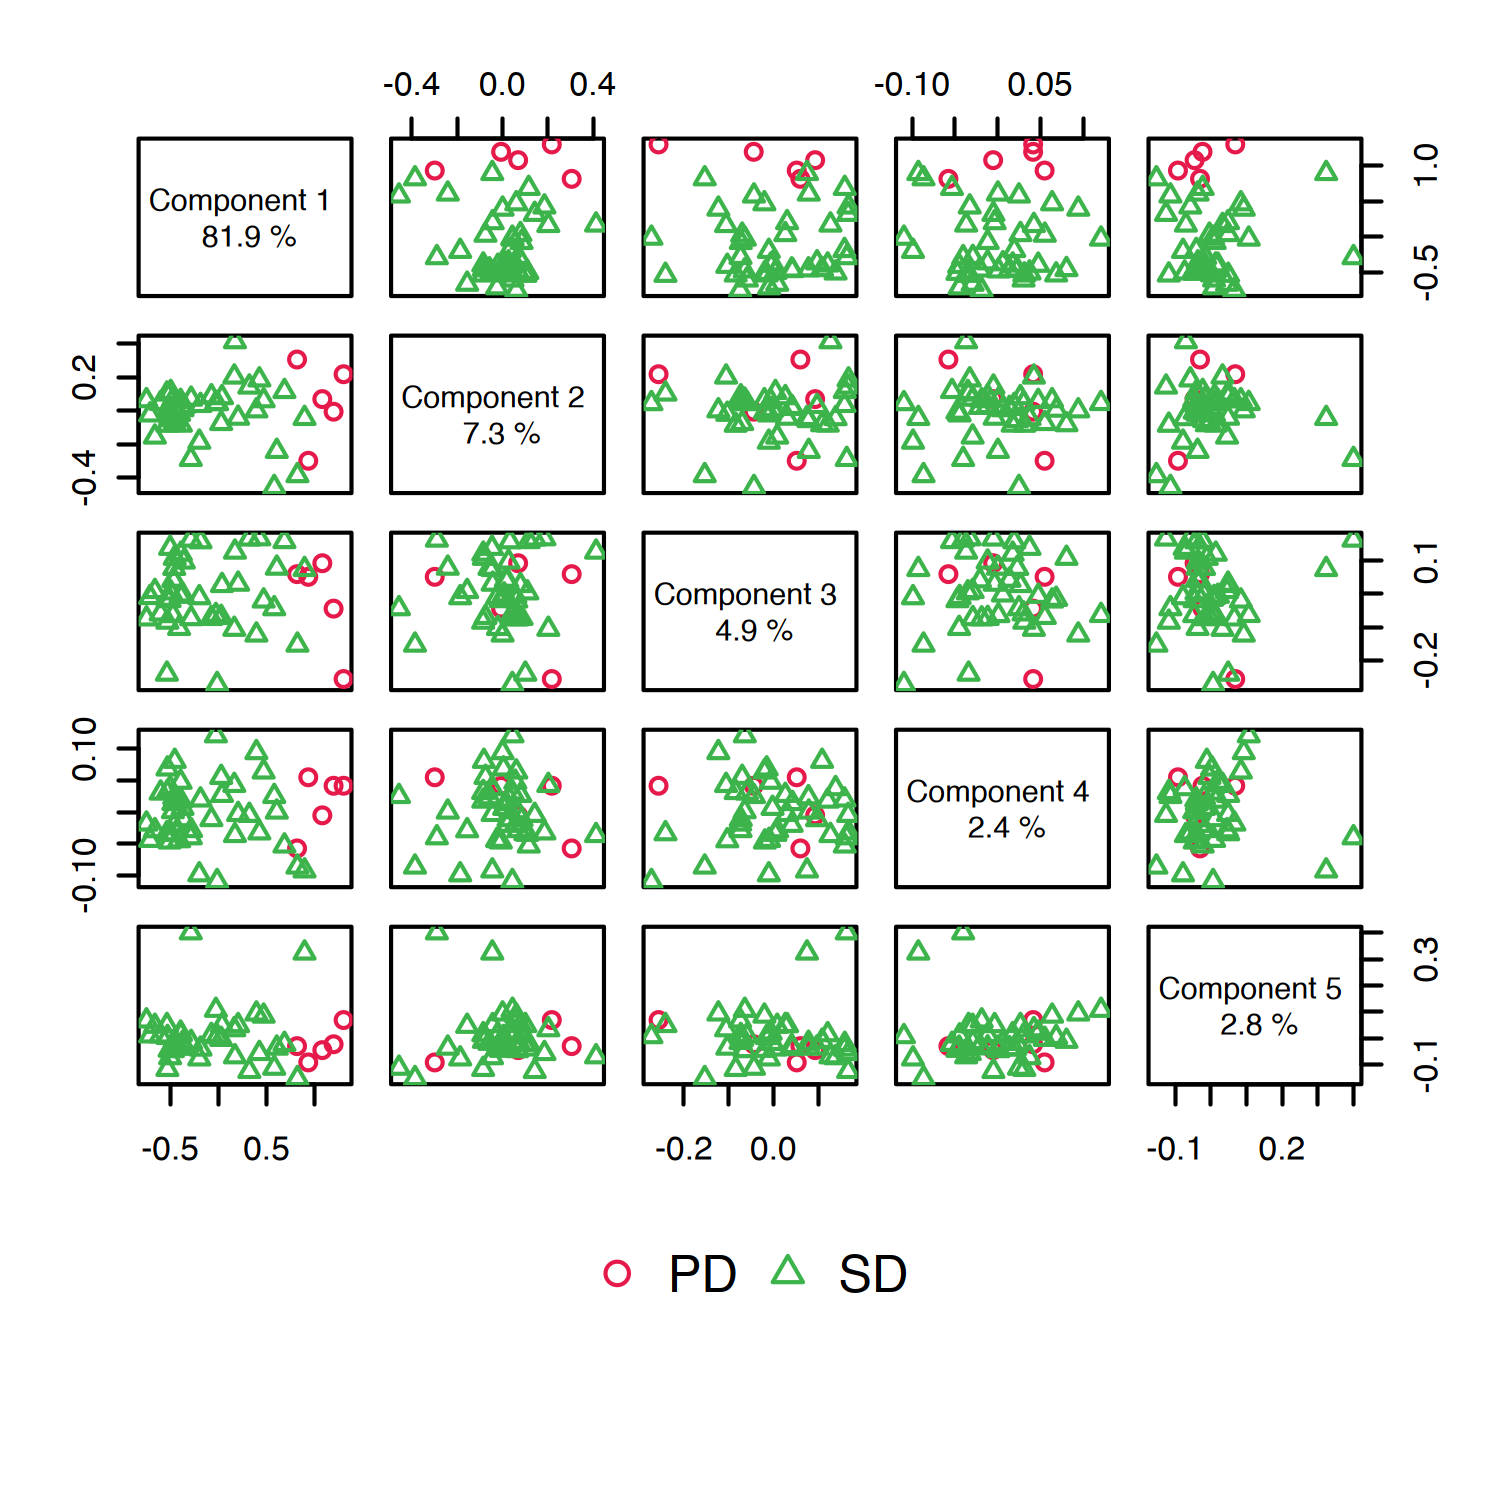 -0.4 0.0 0.4 -0.10 0.05
Component 1
81.9 %
1.0
-0.5
0.2
-0.4
Component 2
7.3 %
Component 3
4.9 %
0.1
-0.2
0.10
-0.10
Component 4
2.4 %
Component 5
2.8 %
0.3
-0.1
-0.5 0.5 -0.2 0.0 -0.1 0.2
PD SD